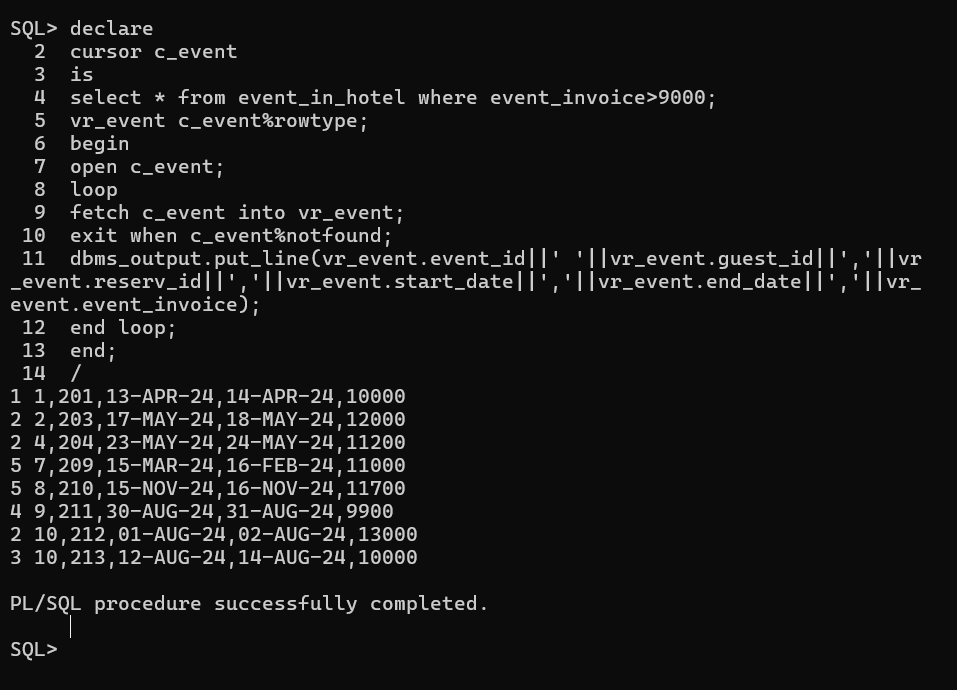 SQL> declare
  2  cursor c_event
  3  is
  4  select * from event_in_hotel where event_invoice>9000;
  5  vr_event c_event%rowtype;
  6  begin
  7  open c_event;
  8  loop
  9  fetch c_event into vr_event;
 10  exit when c_event%notfound;
 11  dbms_output.put_line(vr_event.event_id||' '||vr_event.guest_id||','||vr
_event.reserv_id||','||vr_event.start_date||','||vr_event.end_date||','||vr_
event.event_invoice);
 12  end loop;
 13  end;
 14  /
1 1,201,13-APR-24,14-APR-24,10000
2 2,203,17-MAY-24,18-MAY-24,12000
2 4,204,23-MAY-24,24-MAY-24,11200
5 7,209,15-MAR-24,16-FEB-24,11000
5 8,210,15-NOV-24,16-NOV-24,11700
4 9,211,30-AUG-24,31-AUG-24,9900
2 10,212,01-AUG-24,02-AUG-24,13000
3 10,213,12-AUG-24,14-AUG-24,10000

PL/SQL procedure successfully completed.

SQL>